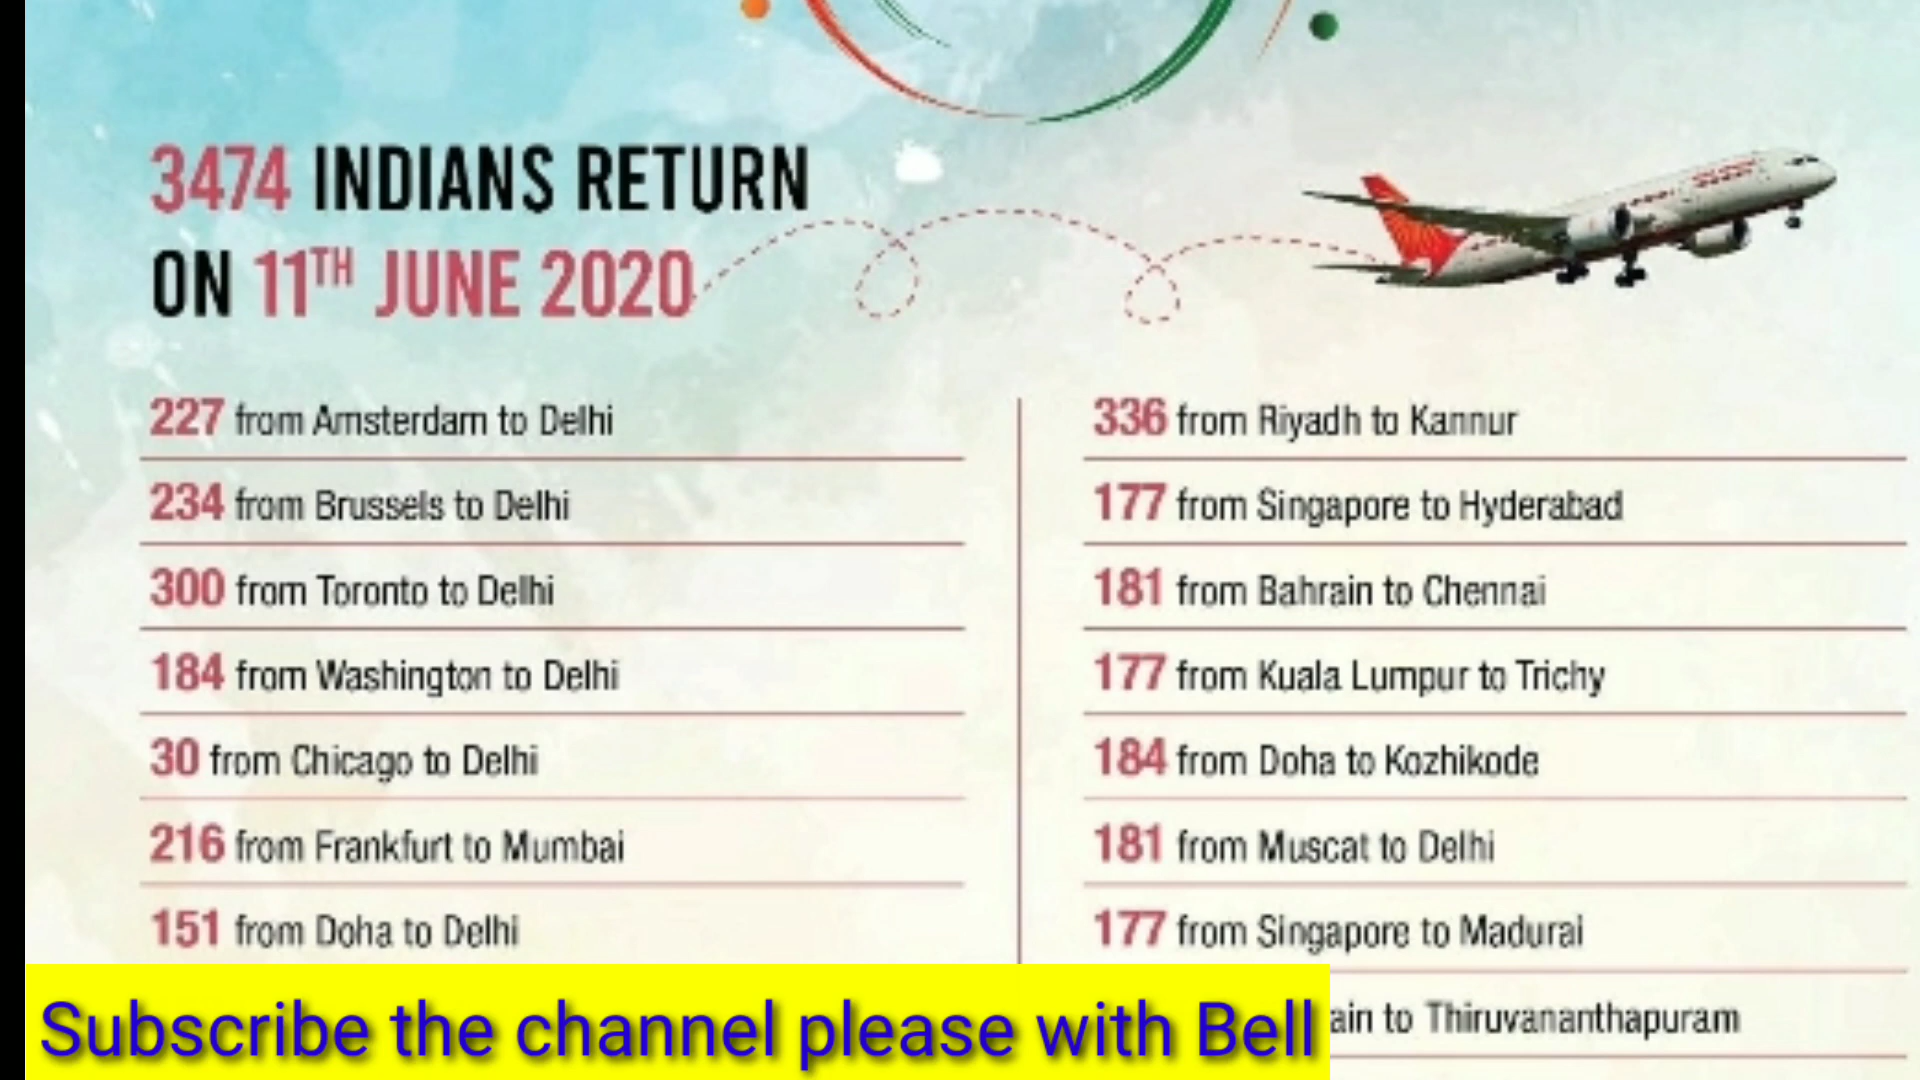 3474 INDIANS RETURN
ON 11TH JUNE 2020
227 from Amsterdam to Delhi
234 from Brussels to Delhi
300 from Toronto to Delhi
184 from Washington to Delhi
30 from Chicago to Delhi
216 from Frankfurt to Mumbai
151 from Doha to Delhi
336 from Riyadh to Kannur
177 from Singapore to Hyderabad
181 from Bahrain to Chennai
177 from Kuala Lumpur to Trichy
184 from Doha to Kozhikode
181 from Muscat to Delhi
177 from Singapore to Madurai
to Thiruvananthapuram
Subscribe the channel please with Bell